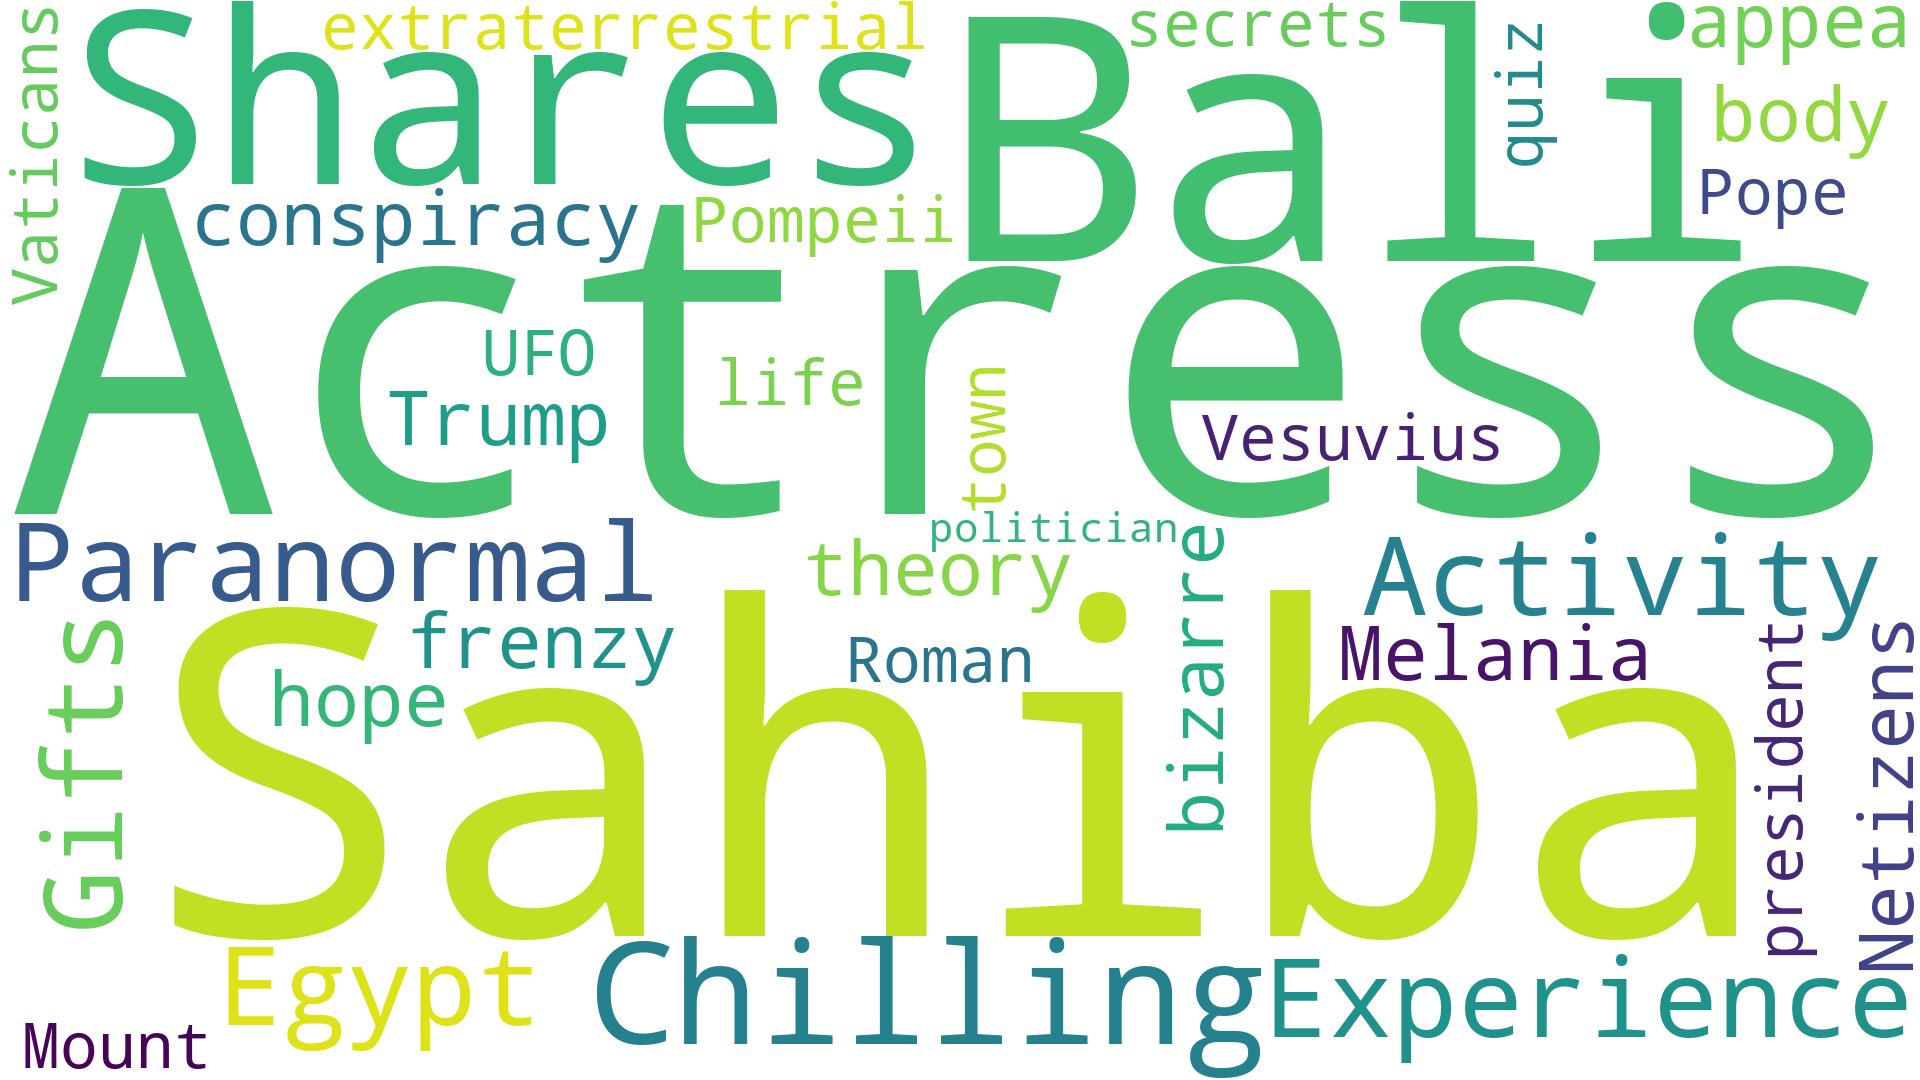 Vaticans
Shares
extraterrestrial
Bali
secrets
quiz
appea
body
Pope
conspiracy
Pompeii
Actress
UFO
Trump
life
town
Vesuvius
Paranormal
politician
theory
bizarre
Activity
Gifts
frenzy
hope
Roman
Melania
president
Netizens
Sahiba
Egypt
Chilling
Experience
Mount